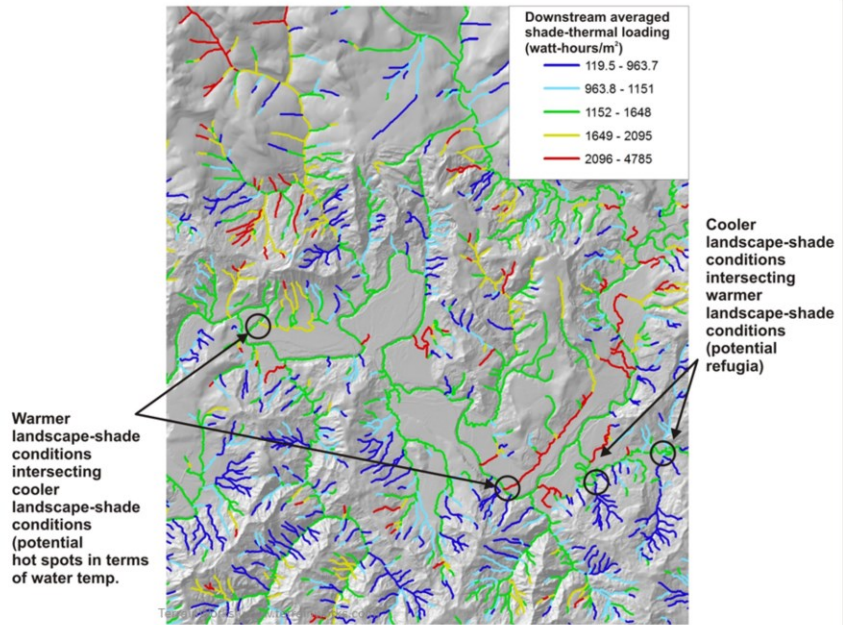 Downstream averaged
shade-thermal loading
(watt-hours/m²)
119.5 - 963.7
963.8 - 1151
1152 - 1648
1649 - 2095
2096 - 4785
Cooler
landscape-shade
conditions
intersecting
warmer
landscape-shade
conditions
(potential
refugia)
Warmer
landscape-shade
conditions
intersecting
cooler
landscape-shade
conditions
(potential
hot spots in terms
of water temp.